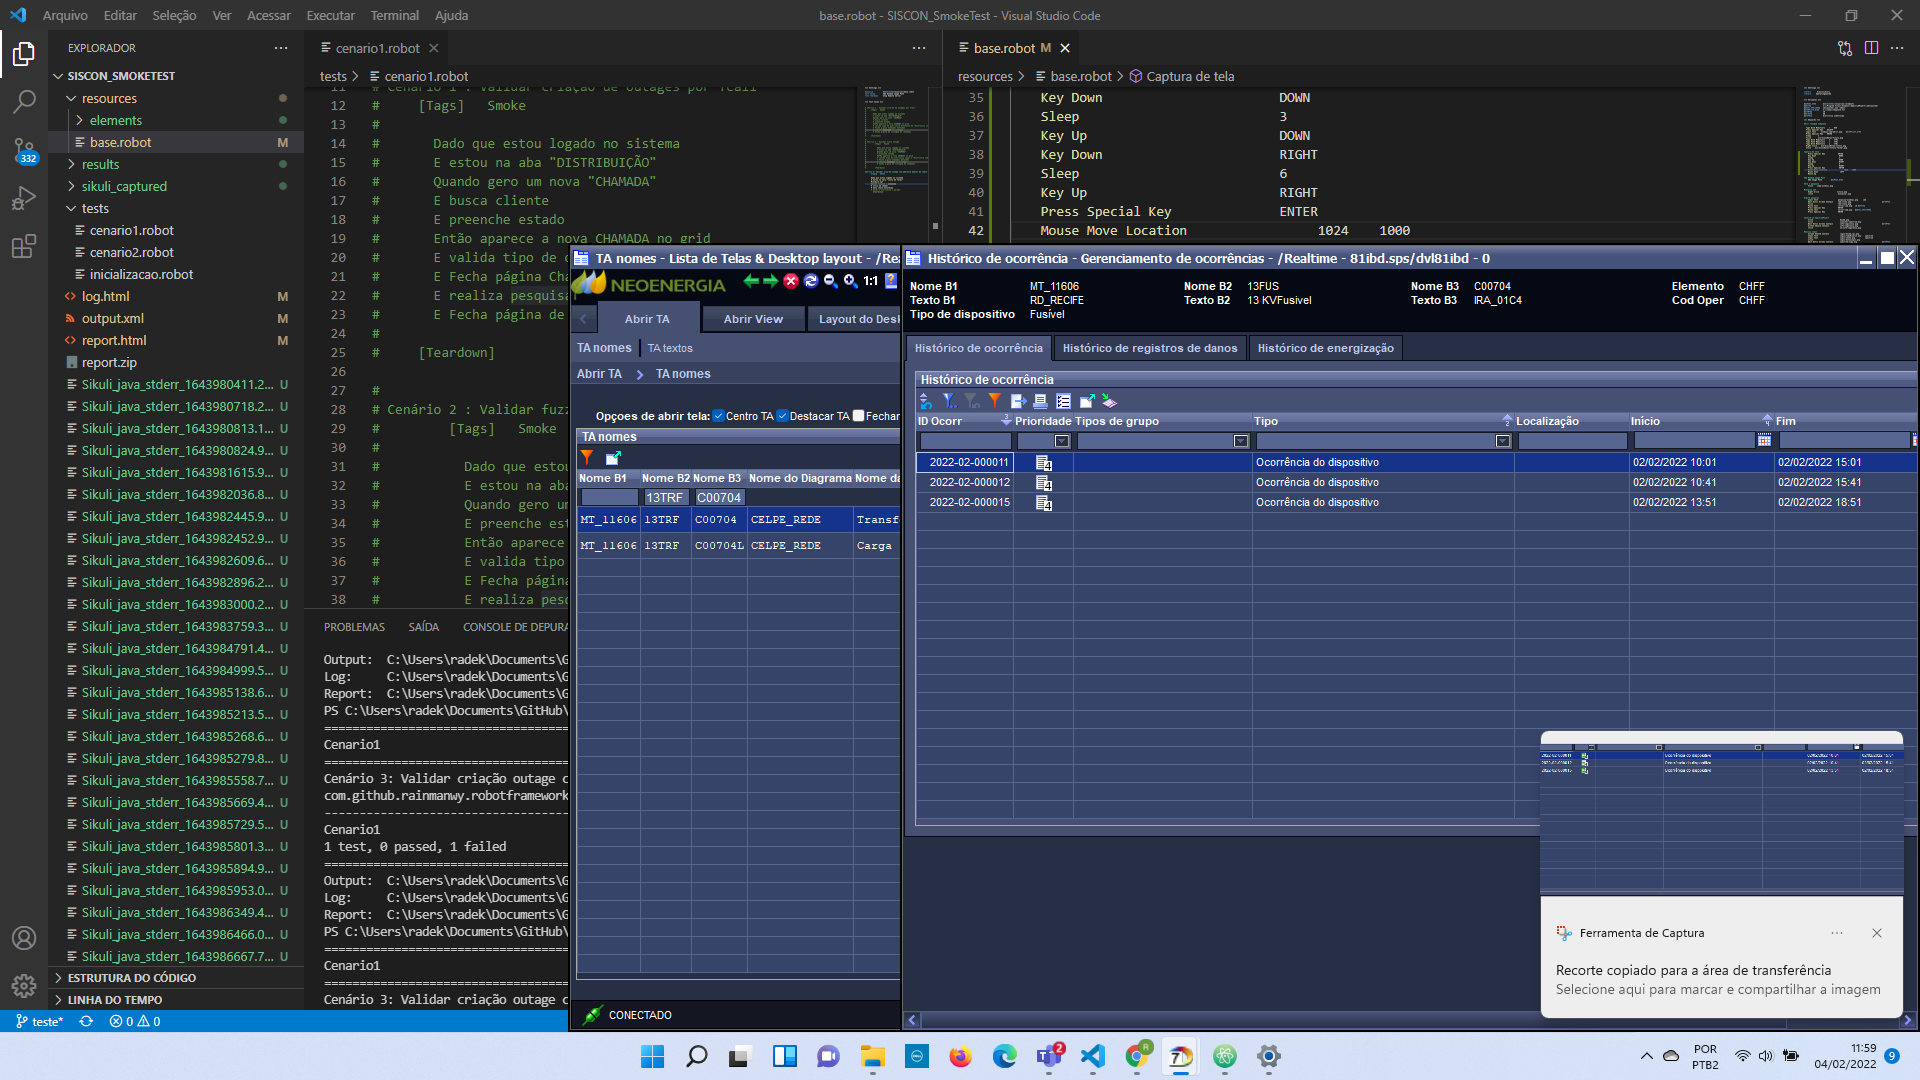 Arquivo Editar Seleção Ver Acessar Executar Terminal Ajuda
base.robot - SISCON_SmokeTest - Visual Studio Code
EXPLORADOR
SISCON_SMOKETEST
resources
elements
base.robot M
results
sikuli_captured
tests
cenario1.robot
cenario2.robot
inicializacao.robot
log.html M
output.xml M
report.html M
report.zip
Sikuli_java_stderr_1643980411.2... U
Sikuli_java_stderr_1643980718.2... U
Sikuli_java_stderr_1643980813.1... U
Sikuli_java_stderr_1643980824.9... U
Sikuli_java_stderr_1643981615.9... U
Sikuli_java_stderr_1643982036.8... U
Sikuli_java_stderr_1643982445.9... U
Sikuli_java_stderr_1643982452.9... U
Sikuli_java_stderr_1643982609.6... U
Sikuli_java_stderr_1643982896.2... U
Sikuli_java_stderr_1643983000.2... U
Sikuli_java_stderr_1643983759.3... U
Sikuli_java_stderr_1643984791.4... U
Sikuli_java_stderr_1643984999.5... U
Sikuli_java_stderr_1643985138.6... U
Sikuli_java_stderr_1643985213.5... U
Sikuli_java_stderr_1643985268.6... U
Sikuli_java_stderr_1643985279.8... U
Sikuli_java_stderr_1643985558.7... U
Sikuli_java_stderr_1643985669.4... U
Sikuli_java_stderr_1643985729.5... U
Sikuli_java_stderr_1643985801.3... U
Sikuli_java_stderr_1643985894.9... U
Sikuli_java_stderr_1643985953.0... U
Sikuli_java_stderr_1643986349.4... U
Sikuli_java_stderr_1643986466.0... U
Sikuli_java_stderr_1643986667.7... U
ESTRUTURA DO CÓDIGO
LINHA DO TEMPO
332
teste* 0 0
cenario1.robot
tests > cenario1.robot
11 # Cenário 1 : Validar criação de outages por Tcall
12 # [Tags] Smoke
13 #
14 # Dado que estou logado no sistema
15 # E estou na aba "DISTRIBUIÇÃO"
16 # Quando gero um nova "CHAMADA"
17 # E busca cliente
18 # E preenche estado
19 # Então aparece a nova CHAMADA no grid
20 # E valida tipo de c
21 # E Fecha página Cha
22 # E realiza pesquisa
23 # E Fecha página de
24 #
25 # [Teardown]
26
27 #
28 # Cenário 2 : Validar fuzz
29 # [Tags] Smoke
30 #
31 # Dado que estou
32 # E estou na aba
33 # Quando gero un
34 # E preenche est
35 # Então aparece
36 # E valida tipo
37 # E Fecha página
38 # E realiza peso
PROBLEMAS SAÍDA CONSOLE DE DEPURA
Output: C:\Users\radek\Documents\G
Log: C:\Users\radek\Documents\G
Report: C:\Users\radek\Documents\G
PS C:\Users\radek\Documents\GitHub\
Cenario1
Cenário 3: Validar criação outage c
com.github.rainmanwy.robotframework
Cenario1
1 test, 0 passed, 1 failed
Output: C:\Users\radek\Documents\G
Log: C:\Users\radek\Documents\G
Report: C:\Users\radek\Documents\G
PS C:\Users\radek\Documents\GitHub\
Cenario1
Cenário 3: Validar criação outage c
base.robot M
resources > base.robot > Captura de tela
35 Key Down DOWN
36 Sleep 3
37 Key Up DOWN
38 Key Down RIGHT
39 Sleep 6
40 Key Up RIGHT
41 Press Special Key ENTER
42 Mouse Move Location 1024 1000
TA nomes - Lista de Telas & Desktop layout - /Rea
NEOENERGIA 1:1
Abrir TA Abrir View Layout do Desk
TA nomes TA textos
Abrir TA > TA nomes
Opçoes de abrir tela: Centro TA Destacar TA Fechar
TA nomes
Nome B1 Nome B2 Nome B3 Nome do Diagrama Nome da
13TRF C00704
MT_11606 13TRF C00704 CELPE_REDE Transf
MT_11606 13TRF C00704L CELPE_REDE Carga
CONECTADO
Histórico de ocorrência - Gerenciamento de ocorrências - /Realtime - 81ibd.sps/dvl81ibd - 0
Nome B1 MT_11606 Nome B2 13FUS Nome B3 C00704 Elemento CHFF
Texto B1 RD_RECIFE Texto B2 13 KVFusivel Texto B3 IRA_01C4 Cod Oper CHFF
Tipo de dispositivo Fusível
Histórico de ocorrência Histórico de registros de danos Histórico de energização
Histórico de ocorrência
ID Ocorr Prioridade Tipos de grupo Tipo Localização Início Fim
2022-02-000011 4 Ocorrência do dispositivo 02/02/2022 10:01 02/02/2022 15:01
2022-02-000012 4 Ocorrência do dispositivo 02/02/2022 10:41 02/02/2022 15:41
2022-02-000015 4 Ocorrência do dispositivo 02/02/2022 13:51 02/02/2022 18:51
Ferramenta de Captura
Recorte copiado para a área de transferência
Selecione aqui para marcar e compartilhar a imagem
2
R
7
POR
PTB2
11:59
04/02/2022
9